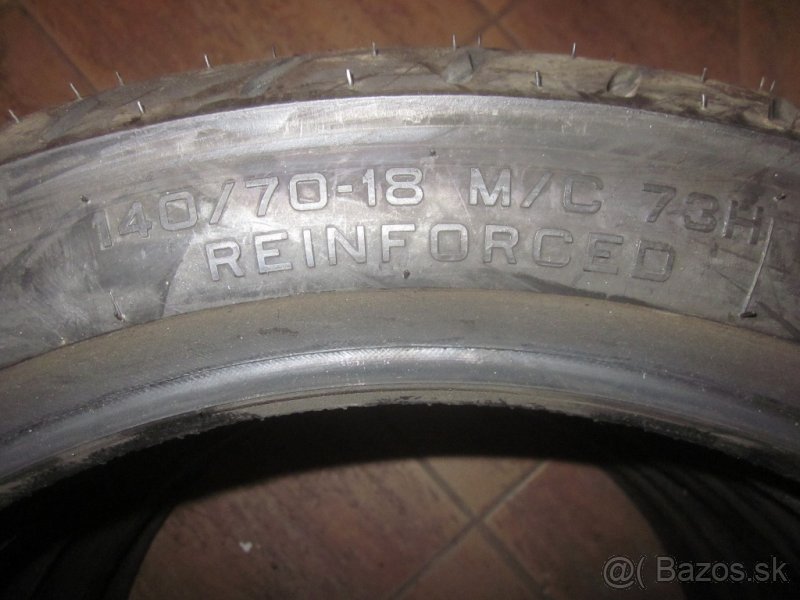 140/70-18 M/C 73H
REINFORCED
@( Bazos.sk